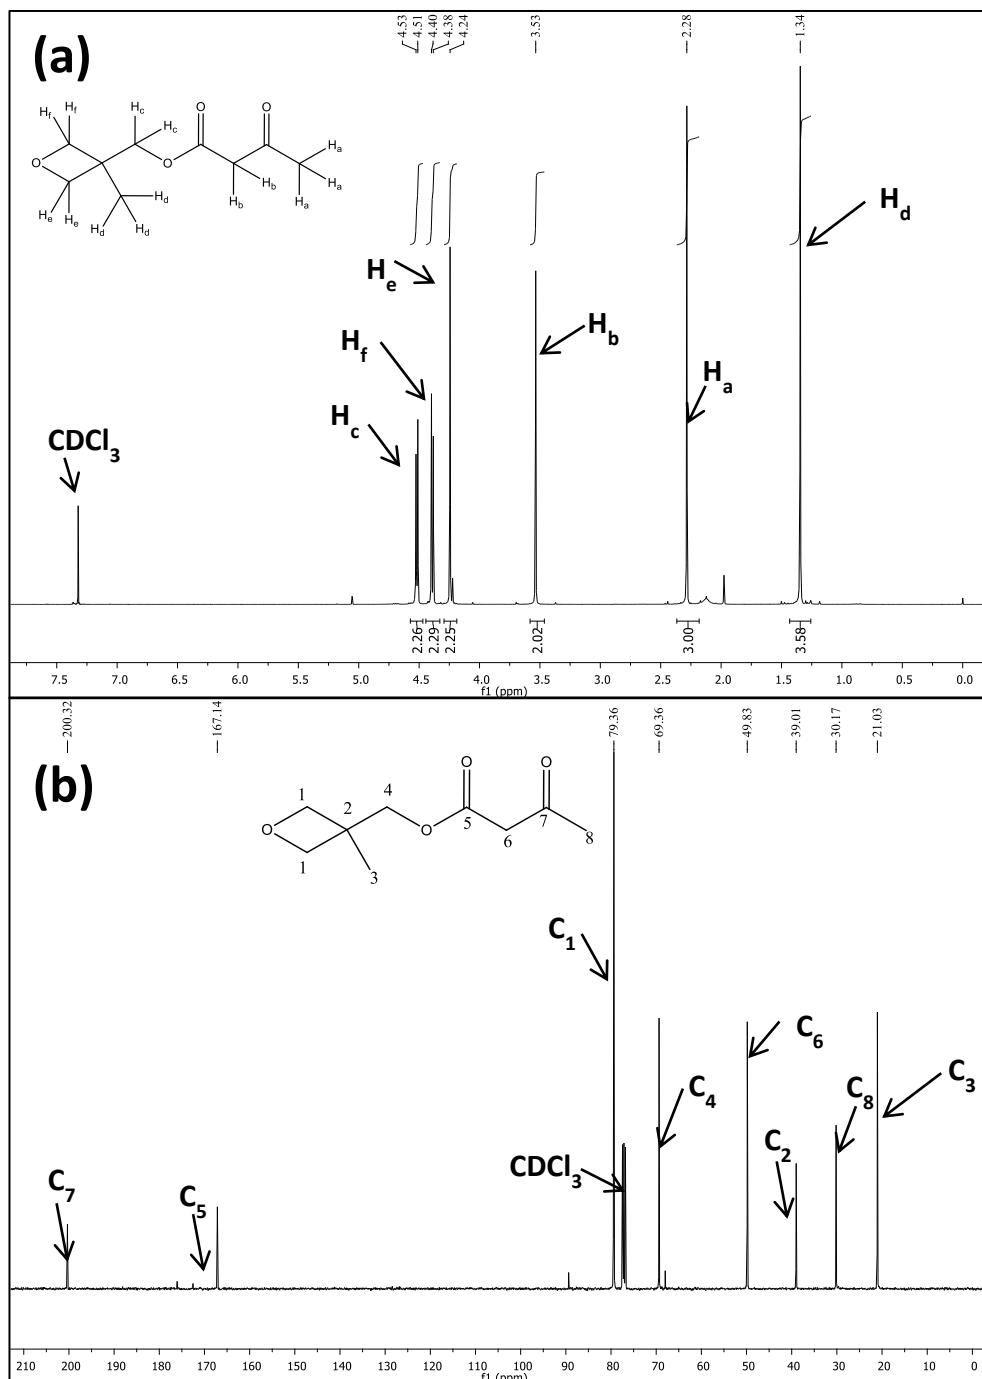 4.53 4.51 4.40 4.38 4.24 3.53 2.28 1.34
(a)
Hf Hf Hc Hc O O
O O Ha Ha Ha
He He Hd Hd Hd Hb Hb
Hd
He
Hb
Hf
Ha
Hc
CDCl3
2.26 2.29 2.25 2.02 3.00 3.58
7.5 7.0 6.5 6.0 5.5 5.0 4.5 4.0 3.5 3.0 2.5 2.0 1.5 1.0 0.5 0.0
f1 (ppm)
200.32 167.14 79.36 69.36 49.83 39.01 30.17 21.03
(b)
O O
1 2 4
O O 5 6 7 8
1 3
C1
C6
C3
C4
C8
C2
CDCl3
C7
C5
210 200 190 180 170 160 150 140 130 120 110 100 90 80 70 60 50 40 30 20 10 0
f1 (ppm)